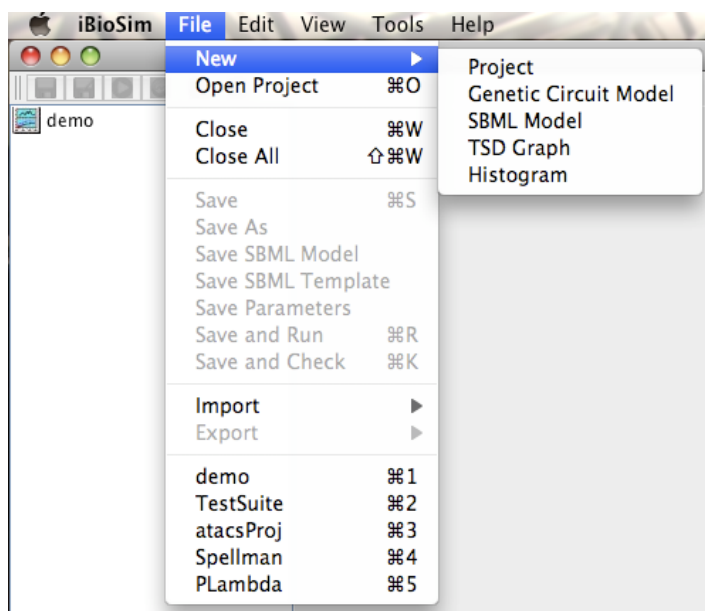 iBioSim File Edit View Tools Help
New
Open Project ⌘O
Close ⌘W
Close All ⇧⌘W
Save ⌘S
Save As
Save SBML Model
Save SBML Template
Save Parameters
Save and Run ⌘R
Save and Check ⌘K
Import
Export
demo ⌘1
TestSuite ⌘2
atacsProj ⌘3
Spellman ⌘4
PLambda ⌘5
Project
Genetic Circuit Model
SBML Model
TSD Graph
Histogram
demo